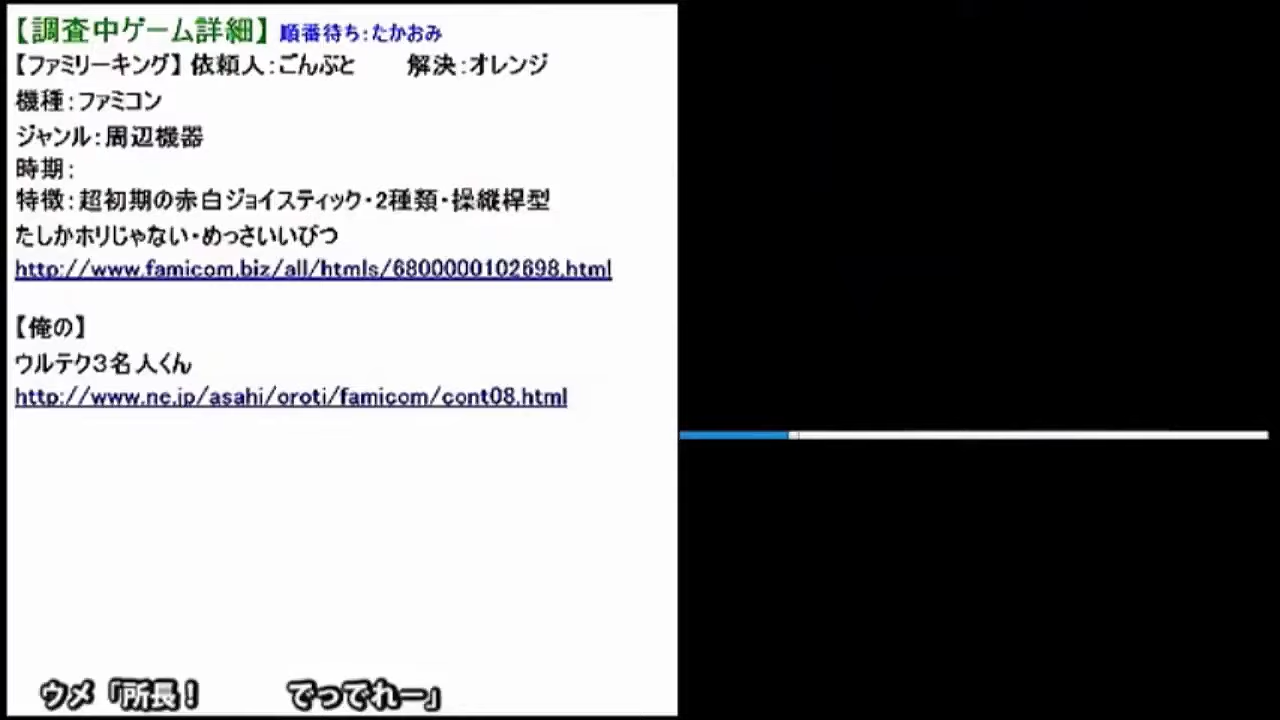 【調査中ゲーム詳細】 順番待ち:たかおみ
【ファミリーキング】 依頼人:ごんぶと 解決:オレンジ
機種:ファミコン
ジャンル:周辺機器
時期:
特徴:超初期の赤白ジョイスティック・2種類・操縦桿型
たしかホリじゃない・めっさいいびつ
http://www.famicom.biz/all/htmls/6800000102698.html
【俺の】
ウルテク3名人くん
http://www.ne.jp/asahi/oroti/famicom/cont08.html
ウメ「所長! でってれー」